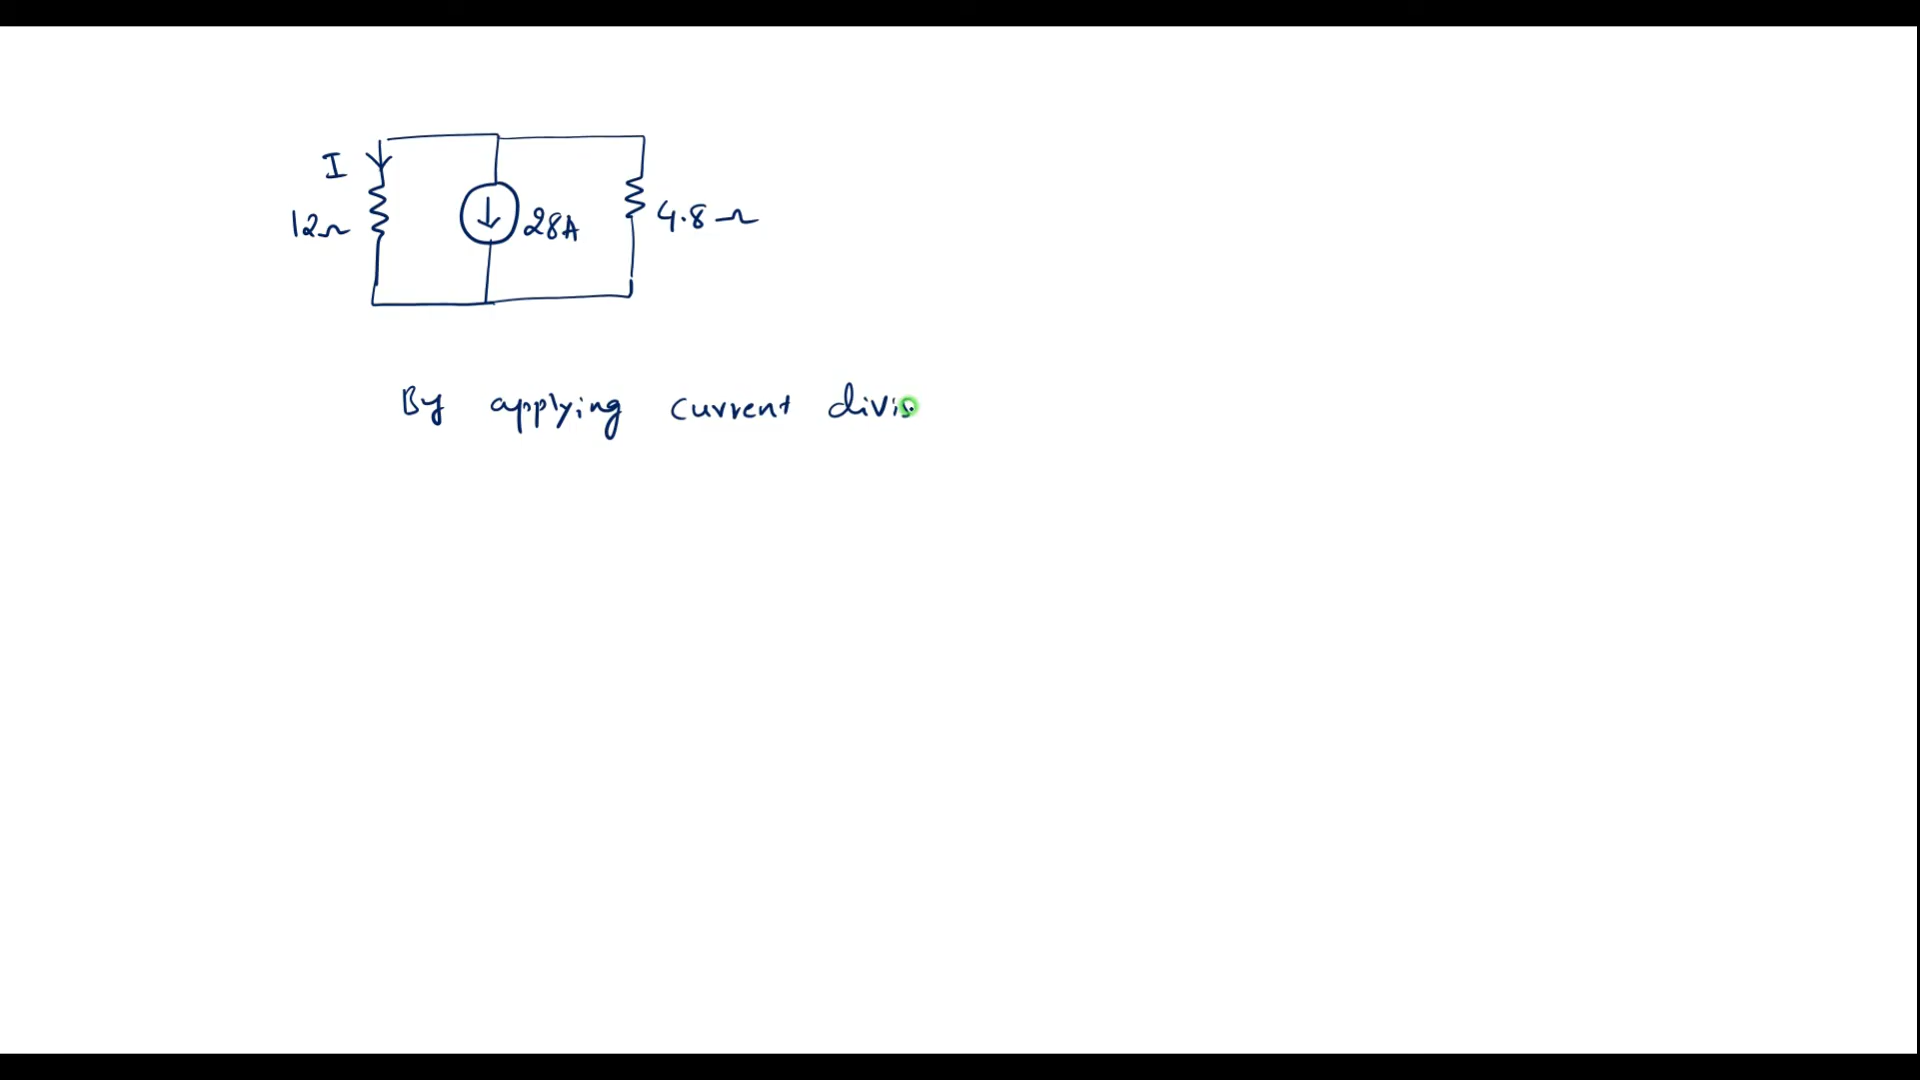 I
12Ω
28A
4.8Ω
By applying current divis